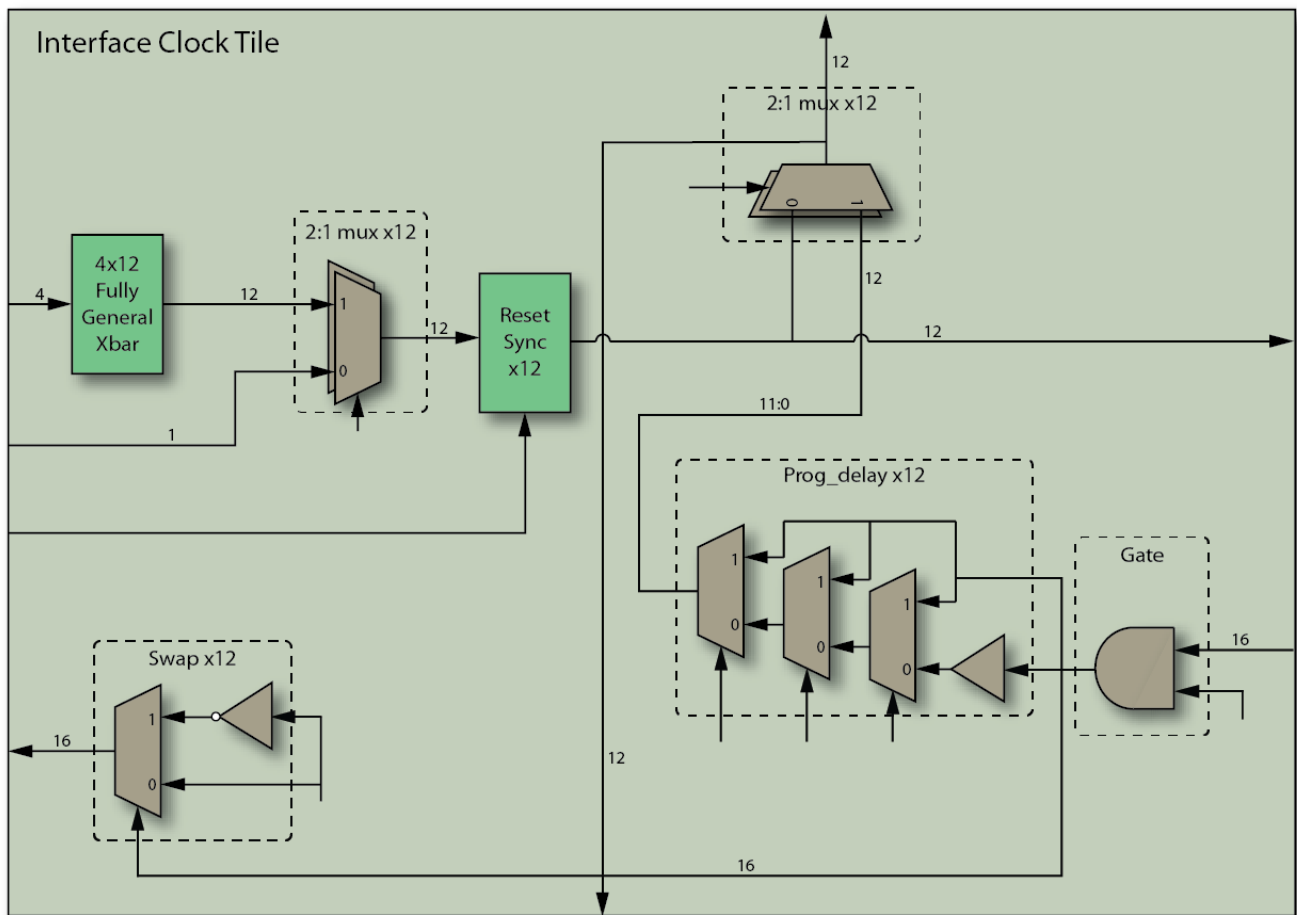 Interface Clock Tile
12
2:1 mux x12
0
1
12
2:1 mux x12
4x12
Fully
General
Xbar
4
12
1
0
12
Reset
Sync
x12
12
1
11:0
Prog_delay x12
1
0
1
0
1
0
Gate
16
Swap x12
1
0
16
12
16